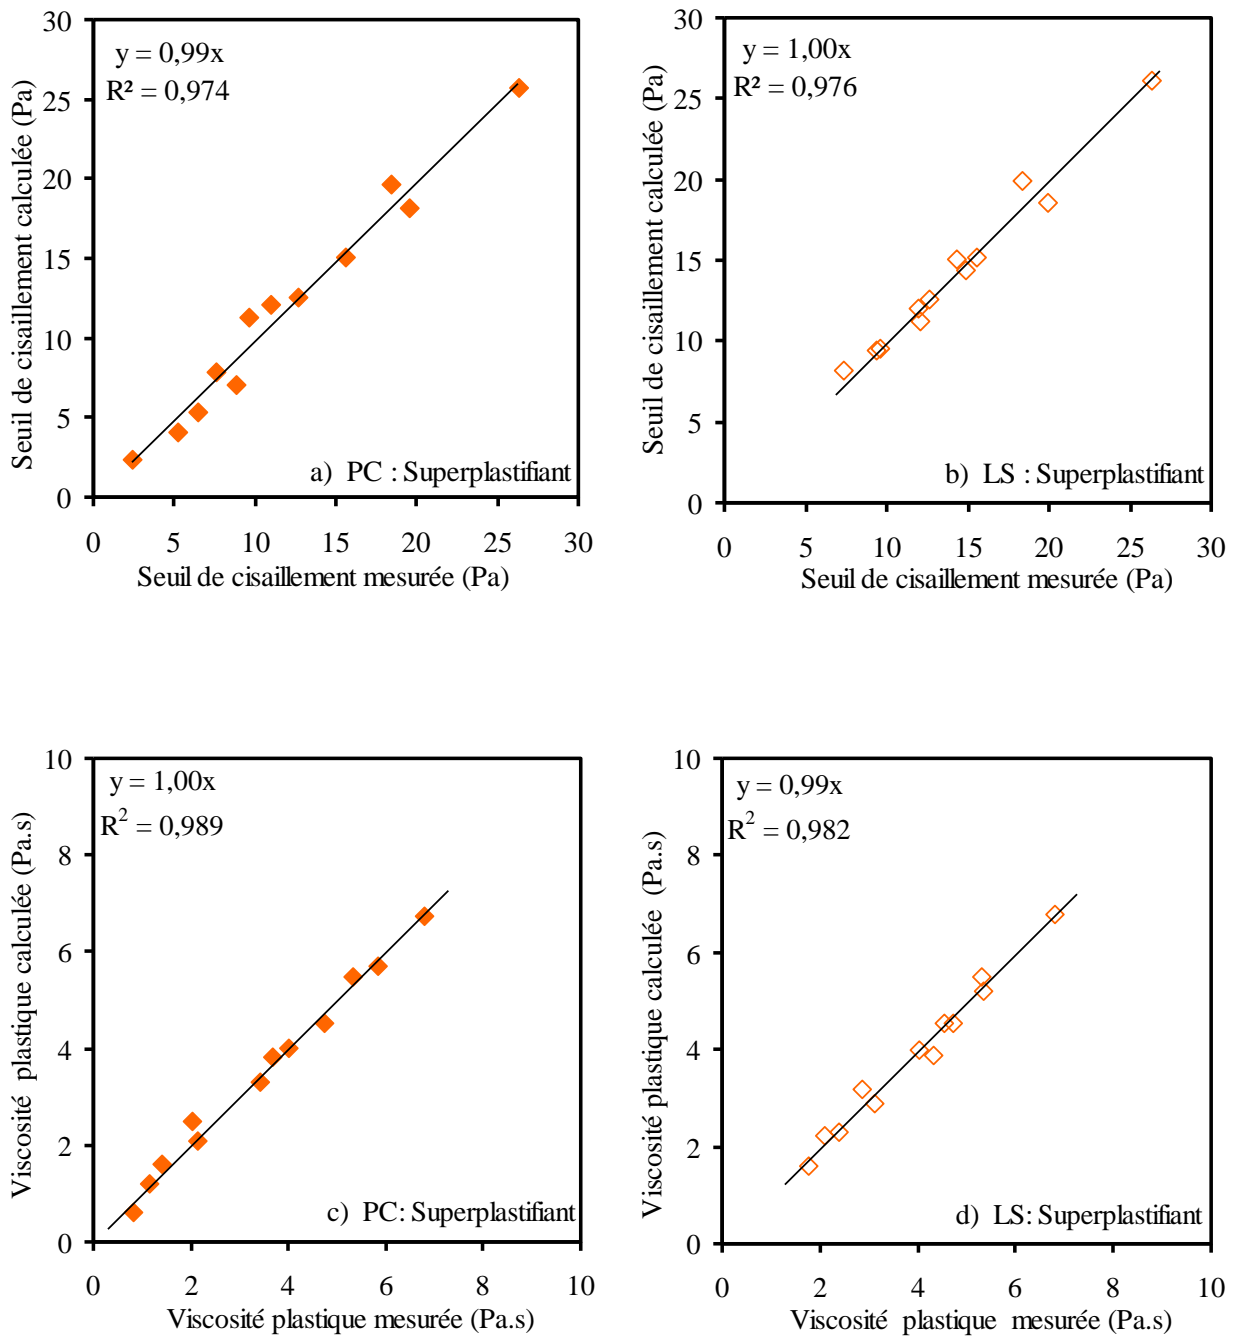 y = 0,99x
R² = 0,974
Seuil de cisaillement calculée (Pa)
30
25
20
15
10
5
0
a) PC : Superplastifiant
0 5 10 15 20 25 30
Seuil de cisaillement mesurée (Pa)
y = 1,00x
R² = 0,976
Seuil de cisaillement calculée (Pa)
30
25
20
15
10
5
0
b) LS : Superplastifiant
0 5 10 15 20 25 30
Seuil de cisaillement mesurée (Pa)
y = 1,00x
R² = 0,989
Viscosité plastique calculée (Pa.s)
10
8
6
4
2
0
c) PC: Superplastifiant
0 2 4 6 8 10
Viscosité plastique mesurée (Pa.s)
y = 0,99x
R² = 0,982
Viscosité plastique calculée (Pa.s)
10
8
6
4
2
0
d) LS: Superplastifiant
0 2 4 6 8 10
Viscosité plastique mesurée (Pa.s)